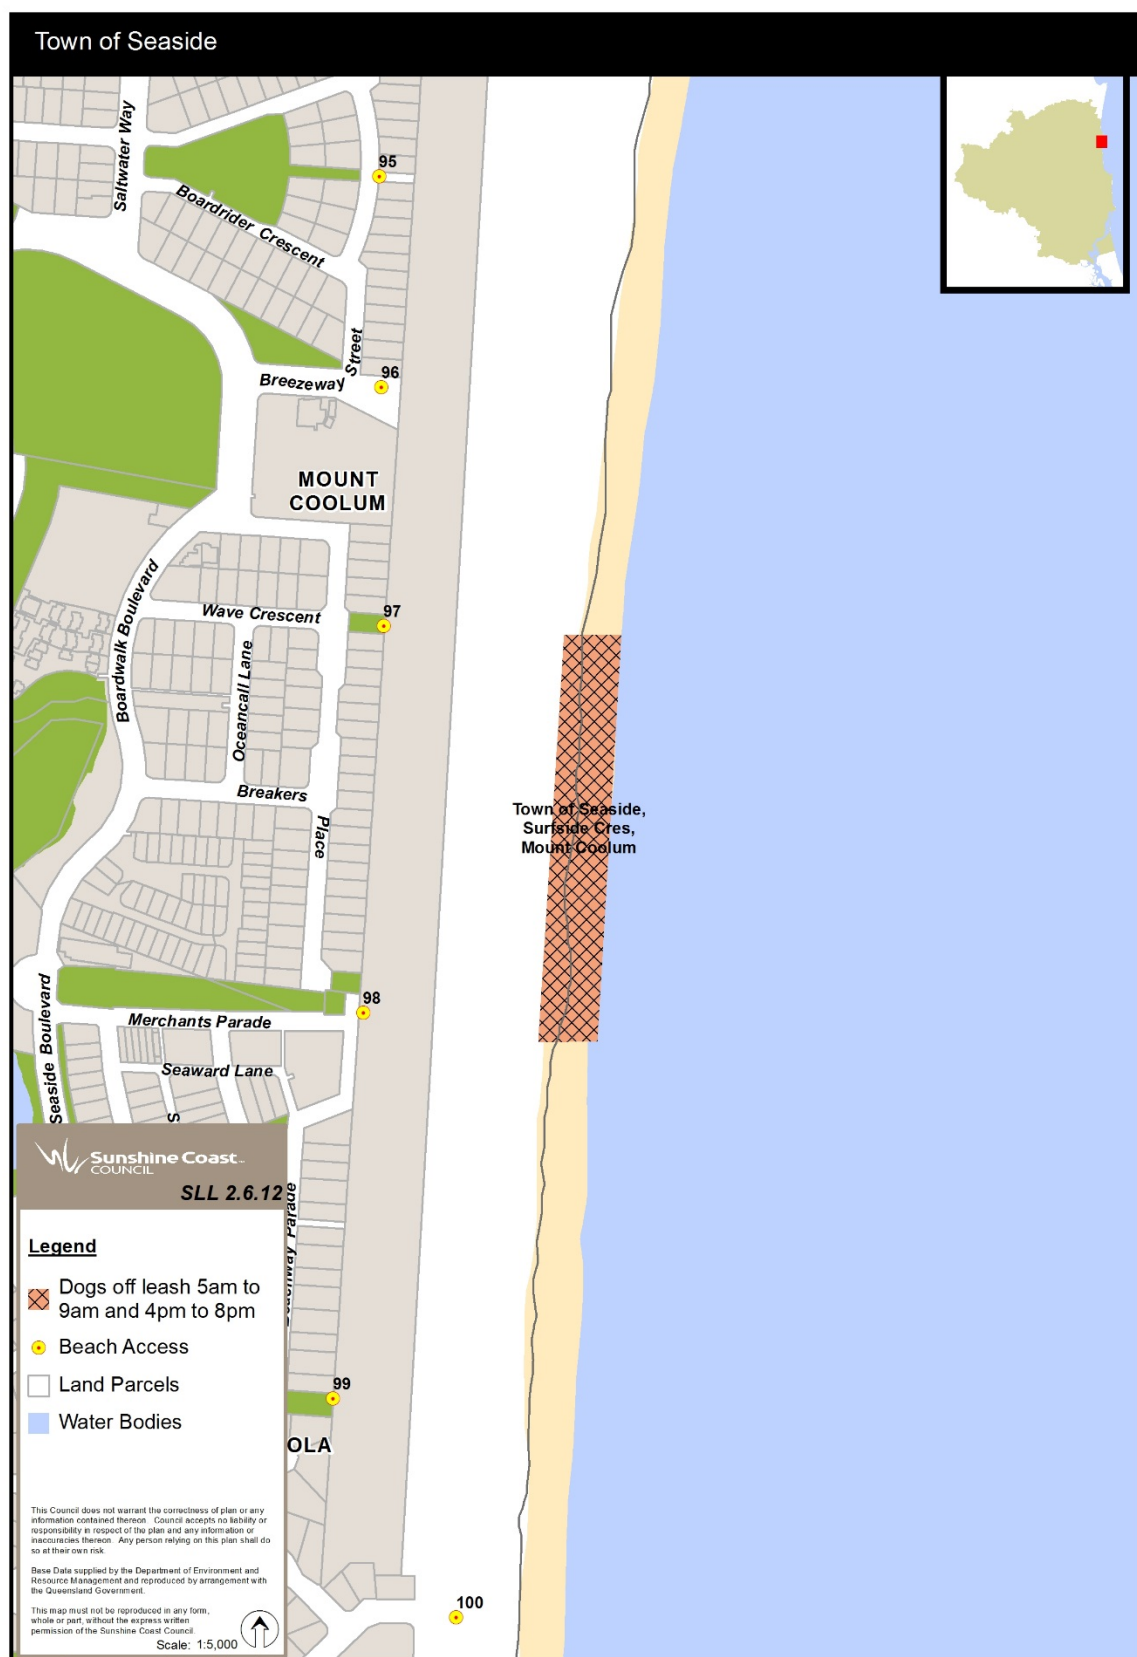 Town of Seaside
Saltwater Way
95
Boardrider Crescent
Street
96
Breezeway
MOUNT
COOLUM
Boardwalk Boulevard
97
Wave Crescent
Oceancall Lane
Breakers
Place
Town of Seaside,
Surfside Cres,
Mount Coolum
98
Merchants Parade
Seaside Boulevard
Seaward Lane
S
Sunshine Coast
COUNCIL
SLL 2.6.12
Parade
Legend
Dogs off leash 5am to
9am and 4pm to 8pm
Beach Access
Land Parcels
Water Bodies
99
OLA
This Council does not warrant the correctness of plan or any
information contained thereon. Council accepts no liability or
responsibility in respect of the plan and any information or
inaccuracies thereon. Any person relying on this plan shall do
so at their own risk.
Base Data supplied by the Department of Environment and
Resource Management and reproduced by arrangement with
the Queensland Government.
This map must not be reproduced in any form,
whole or part, without the express written
permission of the Sunshine Coast Council.
Scale: 1:5,000
100